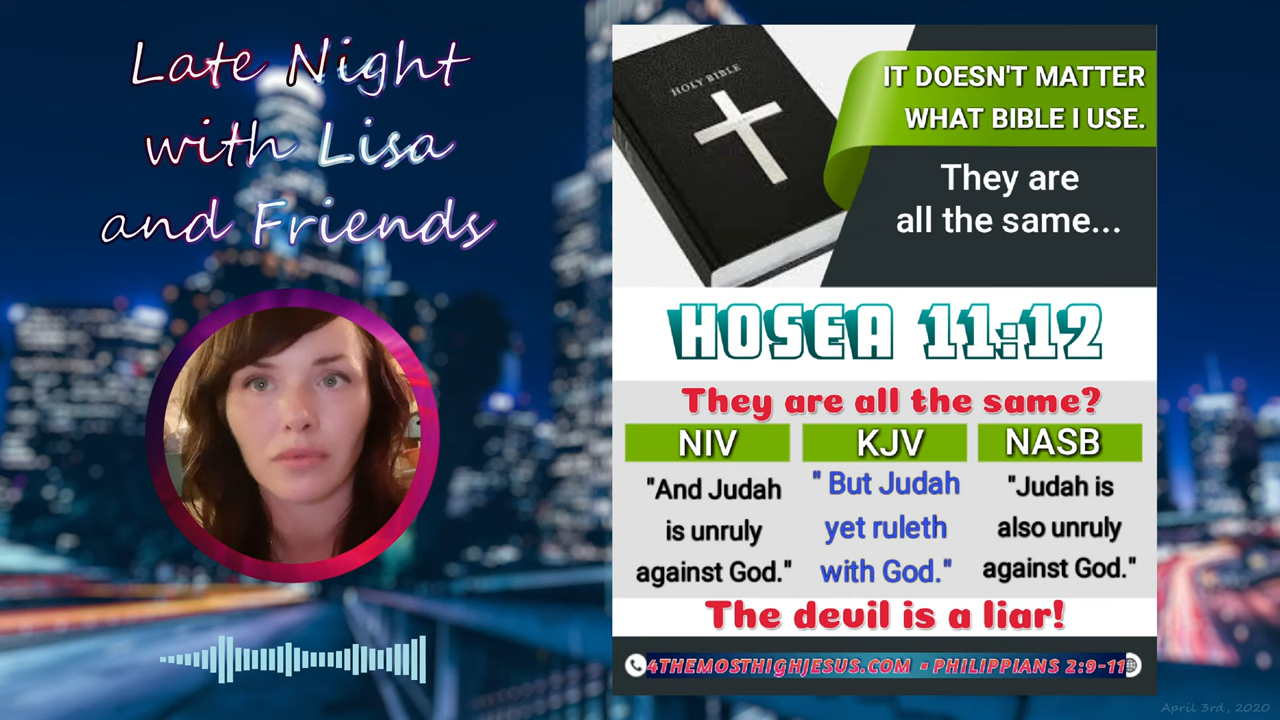 Late Night
with Lisa
and Friends
HOLY BIBLE
IT DOESN'T MATTER
WHAT BIBLE I USE.
They are
all the same...
HOSEA 11:12
They are all the same?
NIV KJV NASB
"And Judah " But Judah "Judah is
is unruly yet ruleth also unruly
against God." with God." against God."
The devil is a liar!
4THEMOSTHIGHJESUS.COM • PHILIPPIANS 2:9-11
April 3rd, 2020